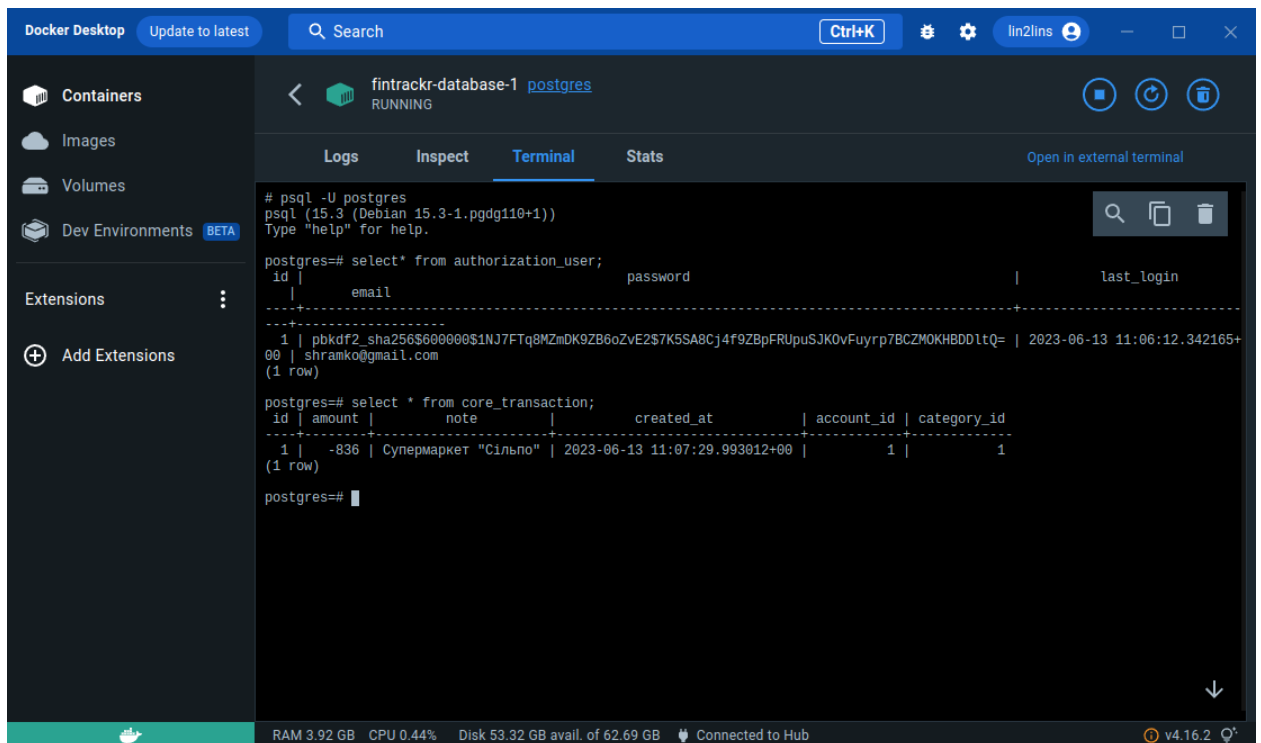 Docker Desktop Update to latest Search Ctrl+K lin2lins
Containers
Images
Volumes
Dev Environments BETA
Extensions
Add Extensions
fintrackr-database-1 postgres
RUNNING
Logs Inspect Terminal Stats Open in external terminal
# psql -U postgres
psql (15.3 (Debian 15.3-1.pgdg110+1))
Type "help" for help.
postgres=# select* from authorization_user;
 id |                                         password                                         |          last_login
   |       email
----+------------------------------------------------------------------------------------------+----------------------------
---+-------------------
  1 | pbkdf2_sha256$600000$1NJ7FTq8MZmDK9ZB6oZvE2$7K5SA8Cj4f9ZBpFRUpuSJKOvFuyrp7BCZMOKHBDDltQ= | 2023-06-13 11:06:12.342165+
00 | shramko@gmail.com
(1 row)
postgres=# select * from core_transaction;
 id | amount |         note         |          created_at           | account_id | category_id
----+--------+----------------------+-------------------------------+------------+-------------
  1 |   -836 | Супермаркет "Сільпо" | 2023-06-13 11:07:29.993012+00 |          1 |           1
(1 row)
postgres=#
RAM 3.92 GB CPU 0.44% Disk 53.32 GB avail. of 62.69 GB Connected to Hub v4.16.2